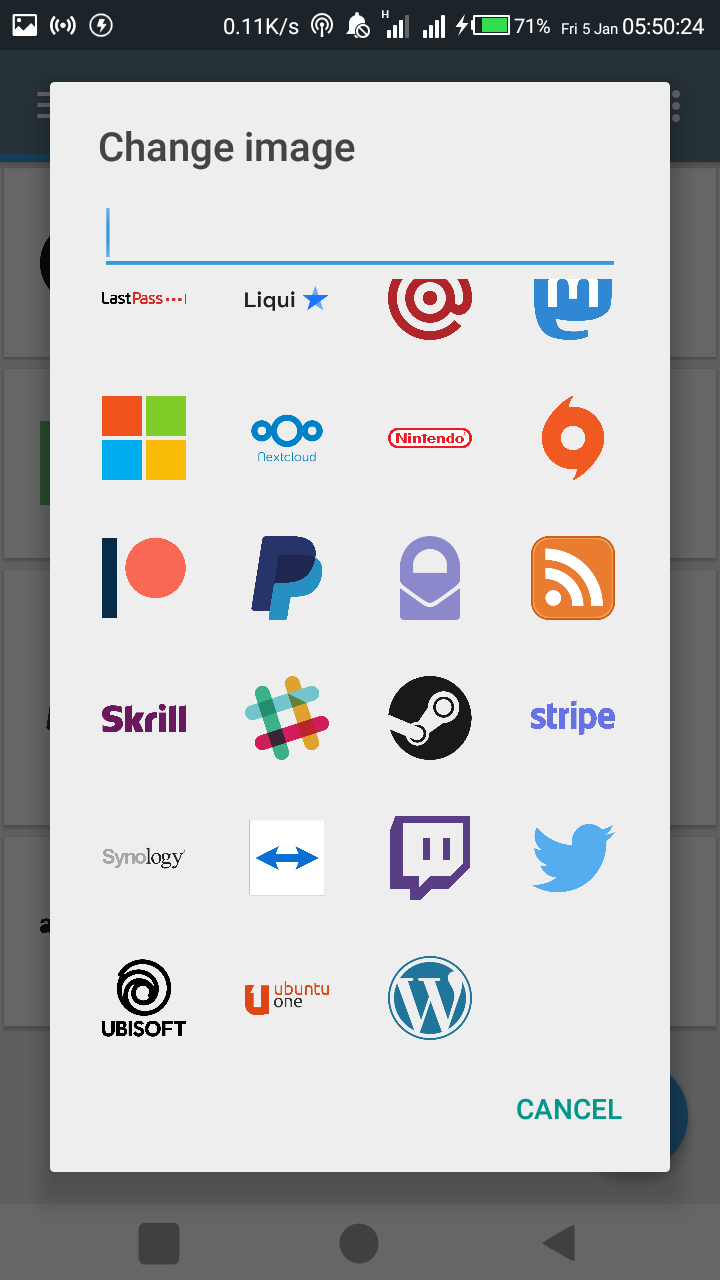 0.11K/s H 71% Fri 5 Jan 05:50:24
Change image
LastPass
Liqui
Nextcloud
Nintendo
Skrill
stripe
Synology
UBISOFT
ubuntu
one
CANCEL